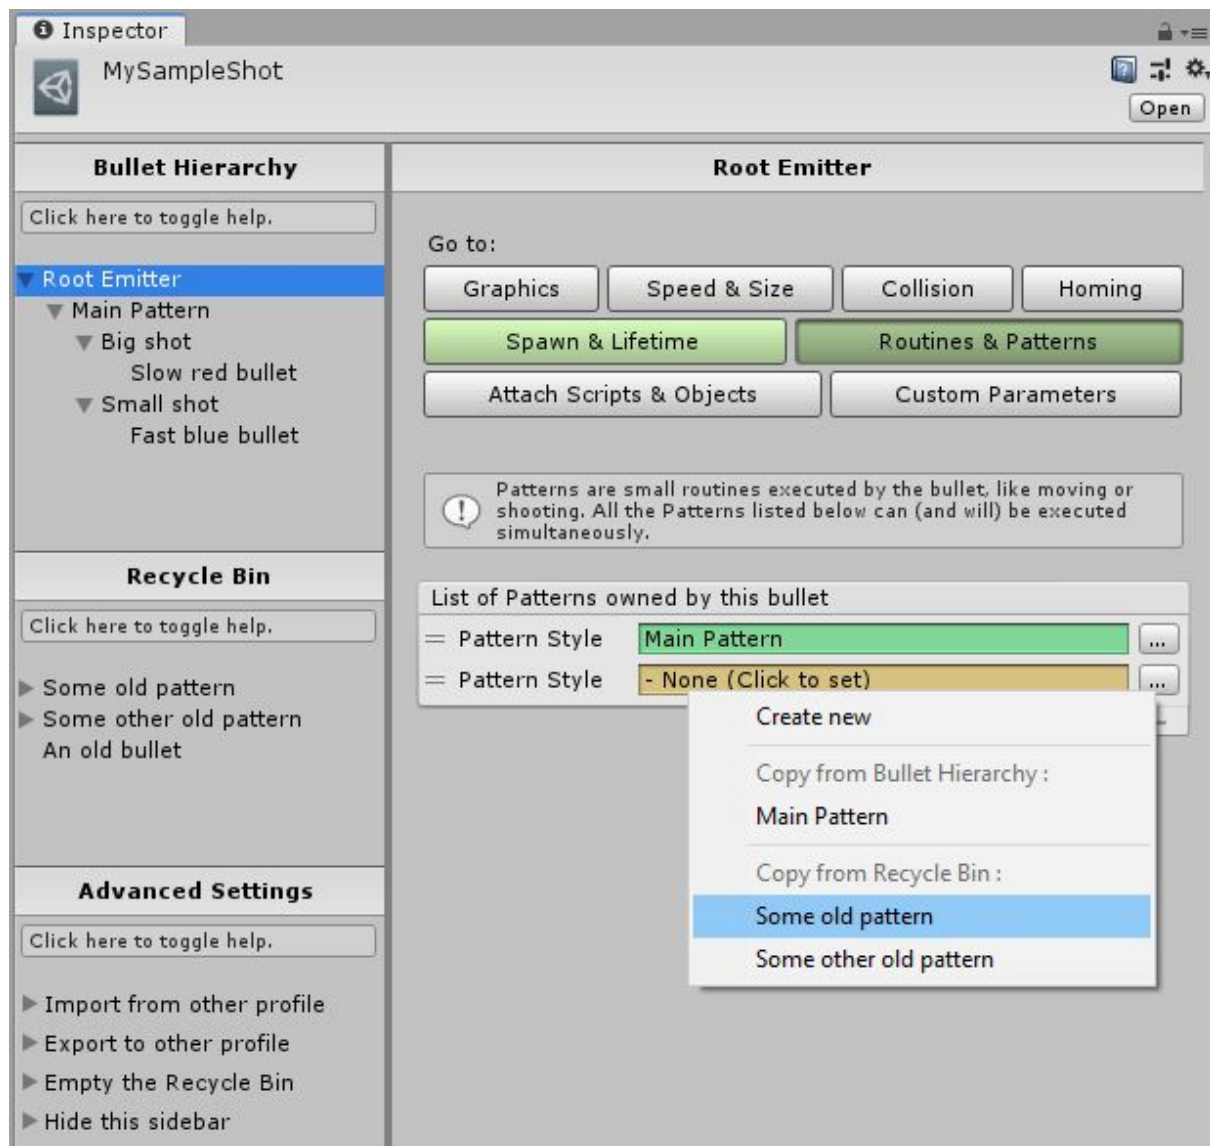 Inspector
MySampleShot
Open
Bullet Hierarchy
Click here to toggle help.
Root Emitter
Main Pattern
Big shot
Slow red bullet
Small shot
Fast blue bullet
Recycle Bin
Click here to toggle help.
Some old pattern
Some other old pattern
An old bullet
Advanced Settings
Click here to toggle help.
Import from other profile
Export to other profile
Empty the Recycle Bin
Hide this sidebar
Root Emitter
Go to:
Graphics
Speed & Size
Collision
Homing
Spawn & Lifetime
Routines & Patterns
Attach Scripts & Objects
Custom Parameters
Patterns are small routines executed by the bullet, like moving or
shooting. All the Patterns listed below can (and will) be executed
simultaneously.
List of Patterns owned by this bullet
= Pattern Style Main Pattern ...
= Pattern Style - None (Click to set) ...
Create new
Copy from Bullet Hierarchy :
Main Pattern
Copy from Recycle Bin :
Some old pattern
Some other old pattern